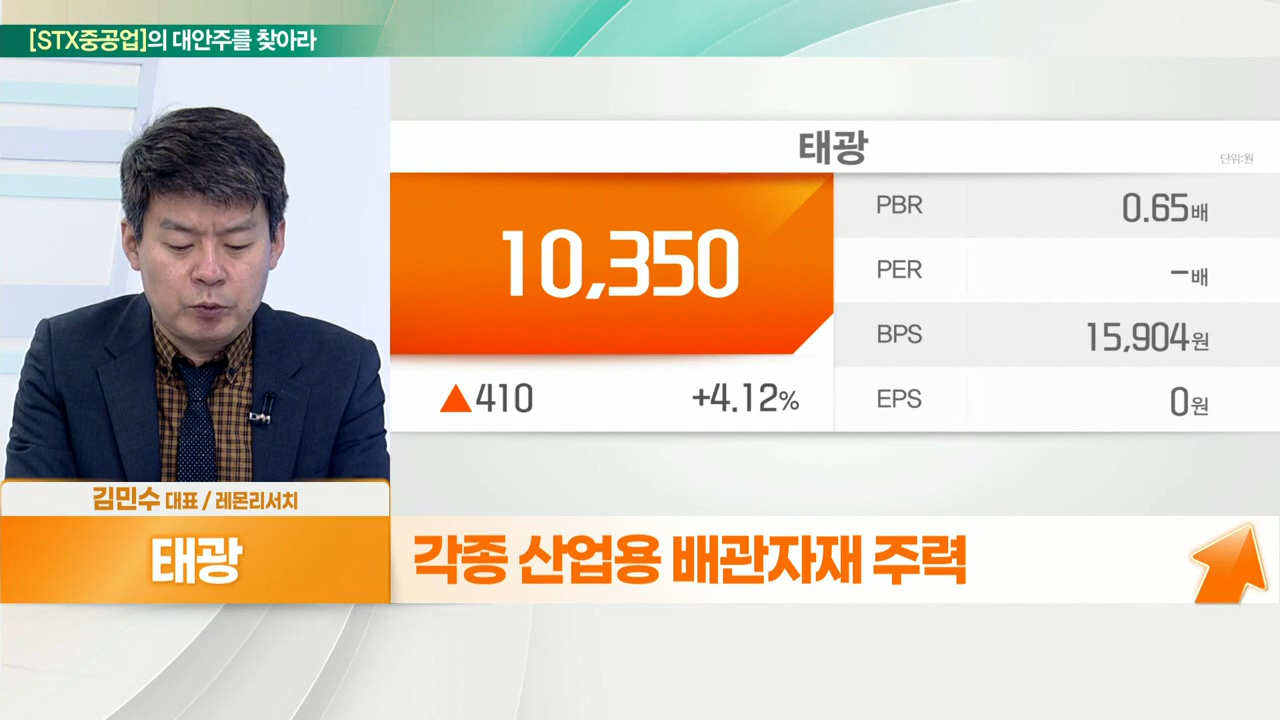 [STX중공업]의 대안주를 찾아라
태광
단위:원
10,350
▲410 +4.12%
PBR 0.65배
PER -배
BPS 15,904원
EPS 0원
김민수 대표 / 레몬리서치
태광
각종 산업용 배관자재 주력